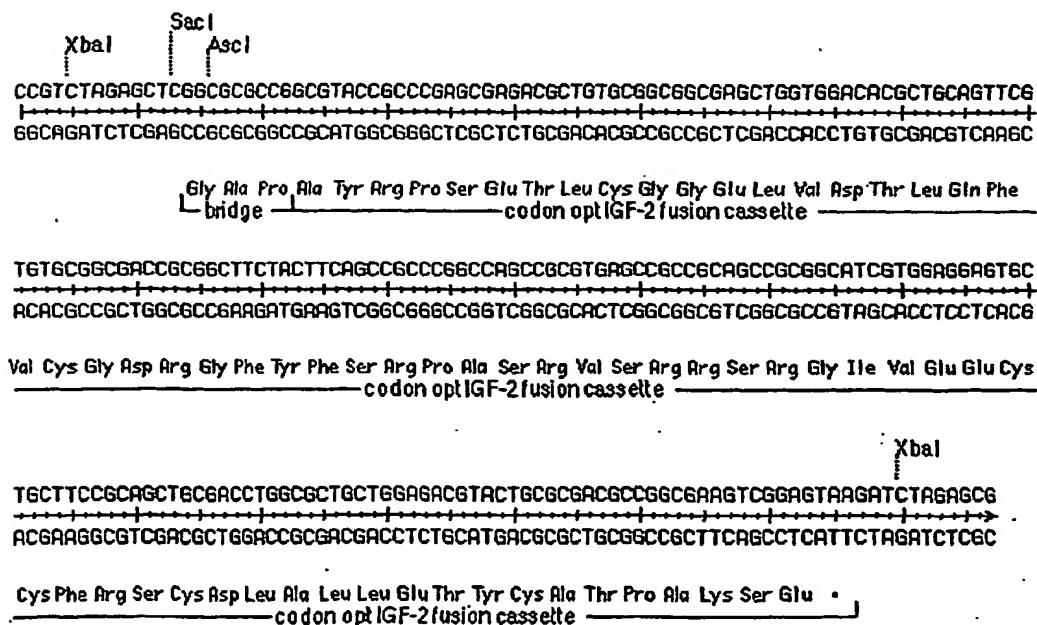 SacI
XbaI AscI
CCGTCTAGAGCTCGGCGCGCCGGCGTACCGCCCGAGCGAGACGCTGTGCGGCGGCGAGCTGGTGGACACGCTGCAGTTCG
GGCAGATCTCGAGCCGCGCGGCCGCATGGCGGGCTCGCTCTGCGACACGCCGCCGCTCGACCACCTGTGCGACGTCAAGC
Gly Ala Pro Ala Tyr Arg Pro Ser Glu Thr Leu Cys Gly Gly Glu Leu Val Asp Thr Leu Gln Phe
bridge codon opt IGF-2 fusion cassette
TGTGCGGCGACCGCGGCTTCTACTTCAGCCGCCCGGCCAGCCGCGTGAGCCGCCGCAGCCGCGGCATCGTGGAGGAGTGC
ACACGCCGCTGGCGCCGAAGATGAAGTCGGCGGGCCGGTCGGCGCACTCGGCGGCGTCGGCGCCGTAGCACCTCCTCACG
Val Cys Gly Asp Arg Gly Phe Tyr Phe Ser Arg Pro Ala Ser Arg Val Ser Arg Arg Ser Arg Gly Ile Val Glu Glu Cys
codon opt IGF-2 fusion cassette
XbaI
TGCTTCCGCAGCTGCGACCTGGCGCTGCTGGAGACGTACTGCGCGACGCCGGCGAAGTCGGAGTAAGATCTAGAGCG
ACGAAGGCGTCGACGCTGGACCGCGACGACCTCTGCATGACGCGCTGCGGCCGCTTCAGCCTCATTCTAGATCTCGC
Cys Phe Arg Ser Cys Asp Leu Ala Leu Leu Glu Thr Tyr Cys Ala Thr Pro Ala Lys Ser Glu •
codon opt IGF-2 fusion cassette